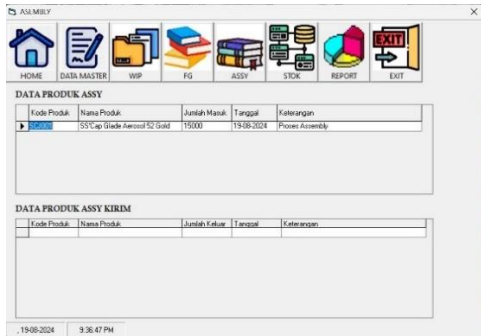 ASEMBLY
EXIT
HOME DATA MASTER WIP FG ASSY STOK REPORT EXIT
DATA PRODUK ASSY
Kode Produk Nama Produk Jumlah Masuk Tanggal Keterangan
SS'Cap Glade Aerosol 52 Gold 15000 19-08-2024 Proses Assembly
DATA PRODUK ASSY KIRIM
Kode Produk Nama Produk Jumlah Keluar Tanggal Keterangan
, 19-08-2024 9:36:47 PM